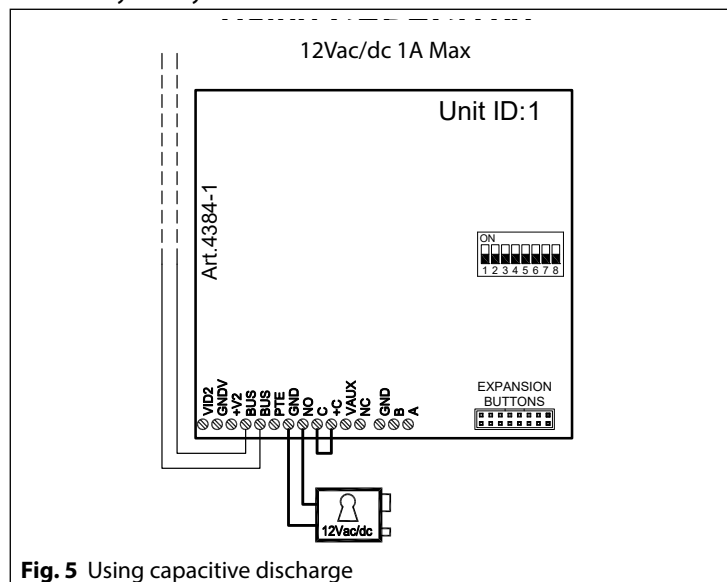 12Vac/dc 1A Max
Unit ID:1
Art.4384-1
ON
1 2 3 4 5 6 7 8
VID2
GNDV
+V2
BUS
BUS
PTE
GND
NO
C
+C
VAUX
NC
GND
B
A
EXPANSION
BUTTONS
12Vac/dc
Fig. 5 Using capacitive discharge